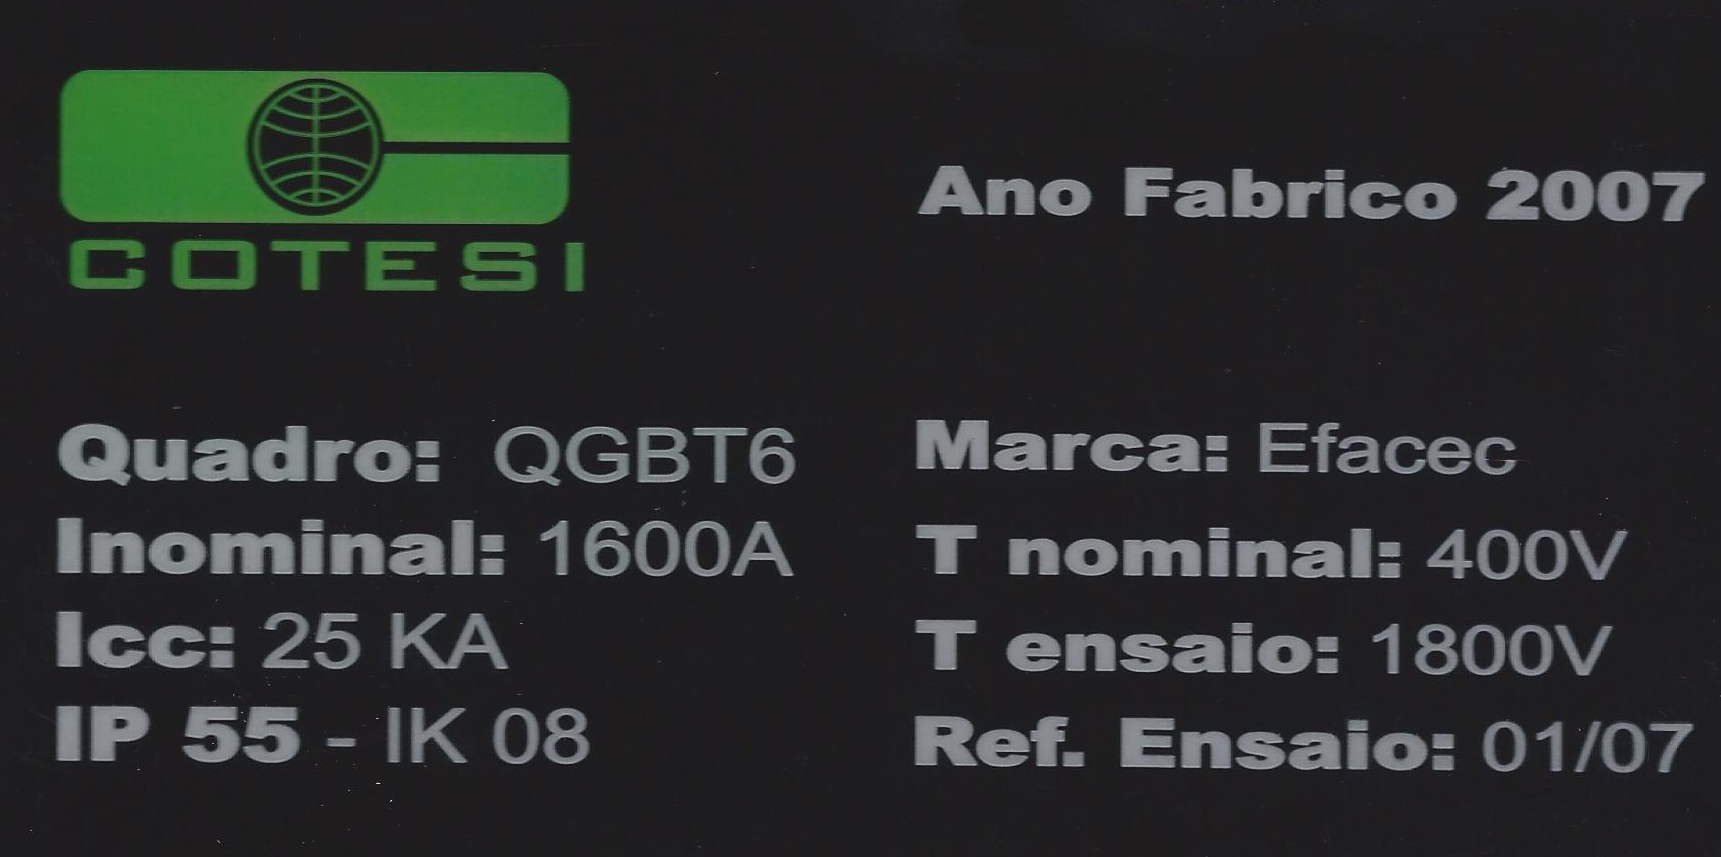 COTESI
Ano Fabrico 2007
Quadro: QGBT6
Inominal: 1600A
Icc: 25 KA
IP 55 - IK 08
Marca: Efacec
T nominal: 400V
T ensaio: 1800V
Ref. Ensaio: 01/07